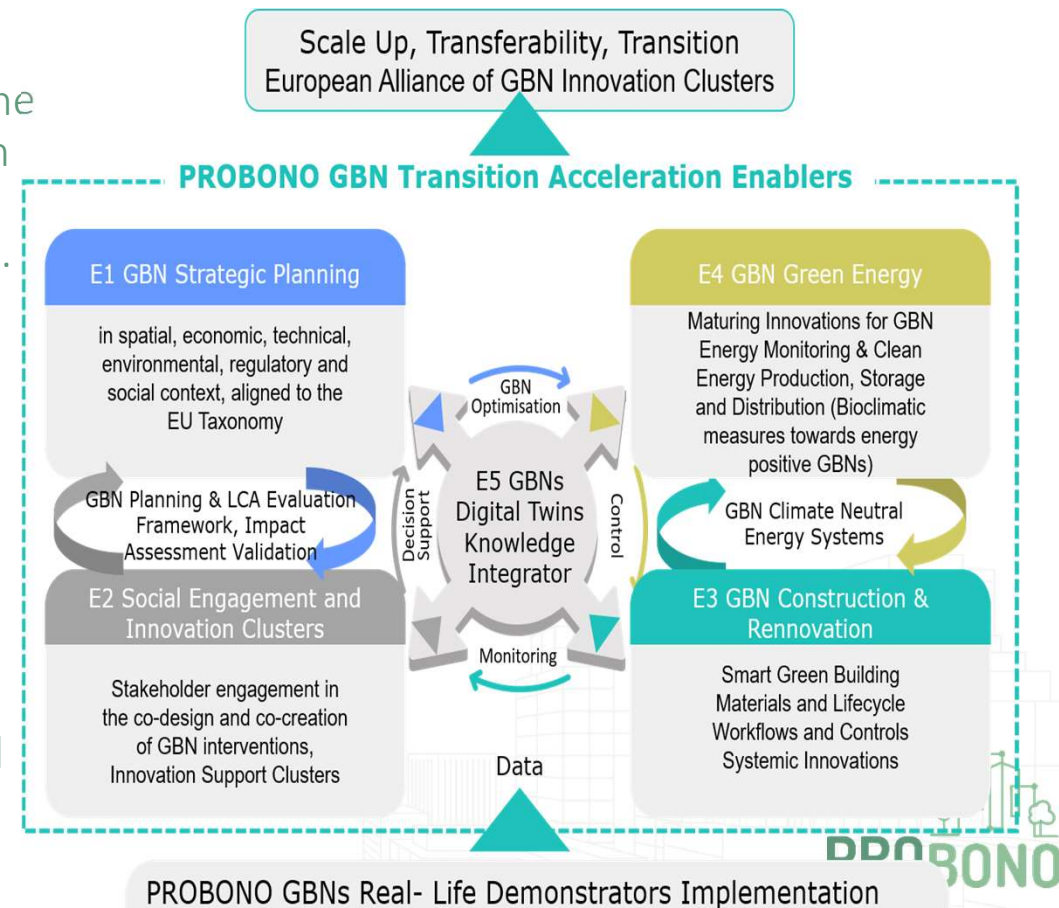 Scale Up, Transferability, Transition
European Alliance of GBN Innovation Clusters
PROBONO GBN Transition Acceleration Enablers
E1 GBN Strategic Planning
in spatial, economic, technical,
environmental, regulatory and
social context, aligned to the
EU Taxonomy
GBN Planning & LCA Evaluation
Framework, Impact
Assessment Validation
E2 Social Engagement and
Innovation Clusters
Stakeholder engagement in
the co-design and co-creation
of GBN interventions,
Innovation Support Clusters
GBN
Optimisation
Decision
Support
E5 GBNs
Digital Twins
Knowledge
Integrator
Control
Monitoring
Data
E4 GBN Green Energy
Maturing Innovations for GBN
Energy Monitoring & Clean
Energy Production, Storage
and Distribution (Bioclimatic
measures towards energy
positive GBNs)
GBN Climate Neutral
Energy Systems
E3 GBN Construction &
Rennovation
Smart Green Building
Materials and Lifecycle
Workflows and Controls
Systemic Innovations
PROBONO
PROBONO GBNs Real- Life Demonstrators Implementation